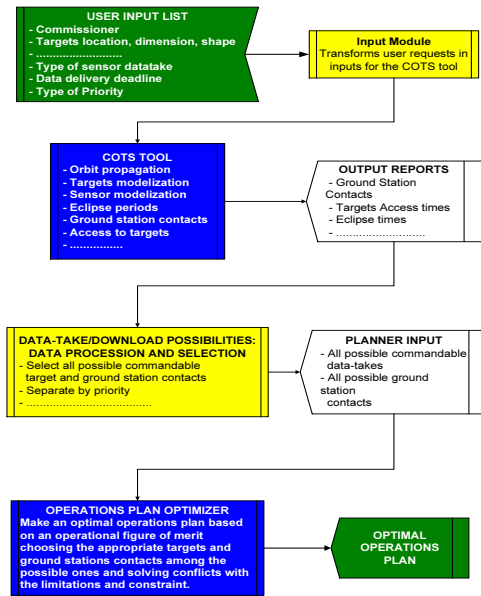 USER INPUT LIST
- Commissioner
- Targets location, dimension, shape
- ...........................
- Type of sensor datatake
- Data delivery deadline
- Type of Priority
Input Module
Transforms user requests in
inputs for the COTS tool
COTS TOOL
- Orbit propagation
- Targets modelization
- Sensor modelization
- Eclipse periods
- Ground station contacts
- Access to targets
- ................
OUTPUT REPORTS
- Ground Station
Contacts
- Targets Access times
- Eclipse times
- ............................
DATA-TAKE/DOWNLOAD POSSIBILITIES:
DATA PROCESSION AND SELECTION
- Select all possible commandable
target and ground station contacts
- Separate by priority
- ........................................
PLANNER INPUT
- All possible commandable
data-takes
- All possible ground
station
contacts
OPERATIONS PLAN OPTIMIZER
Make an optimal operations plan based
on an operational figure of merit
choosing the appropriate targets and
ground stations contacts among the
possible ones and solving conflicts with
the limitations and constraint.
OPTIMAL
OPERATIONS
PLAN